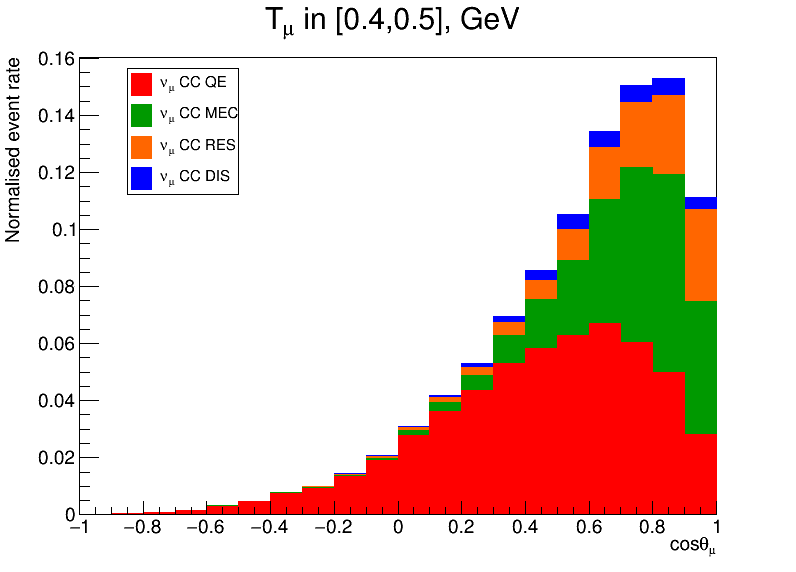 Tμ in [0.4,0.5], GeV
Normalised event rate
0.16
0.14
0.12
0.1
0.08
0.06
0.04
0.02
0
νμ CC QE
νμ CC MEC
νμ CC RES
νμ CC DIS
−1 −0.8 −0.6 −0.4 −0.2 0 0.2 0.4 0.6 0.8 1
cosθμ